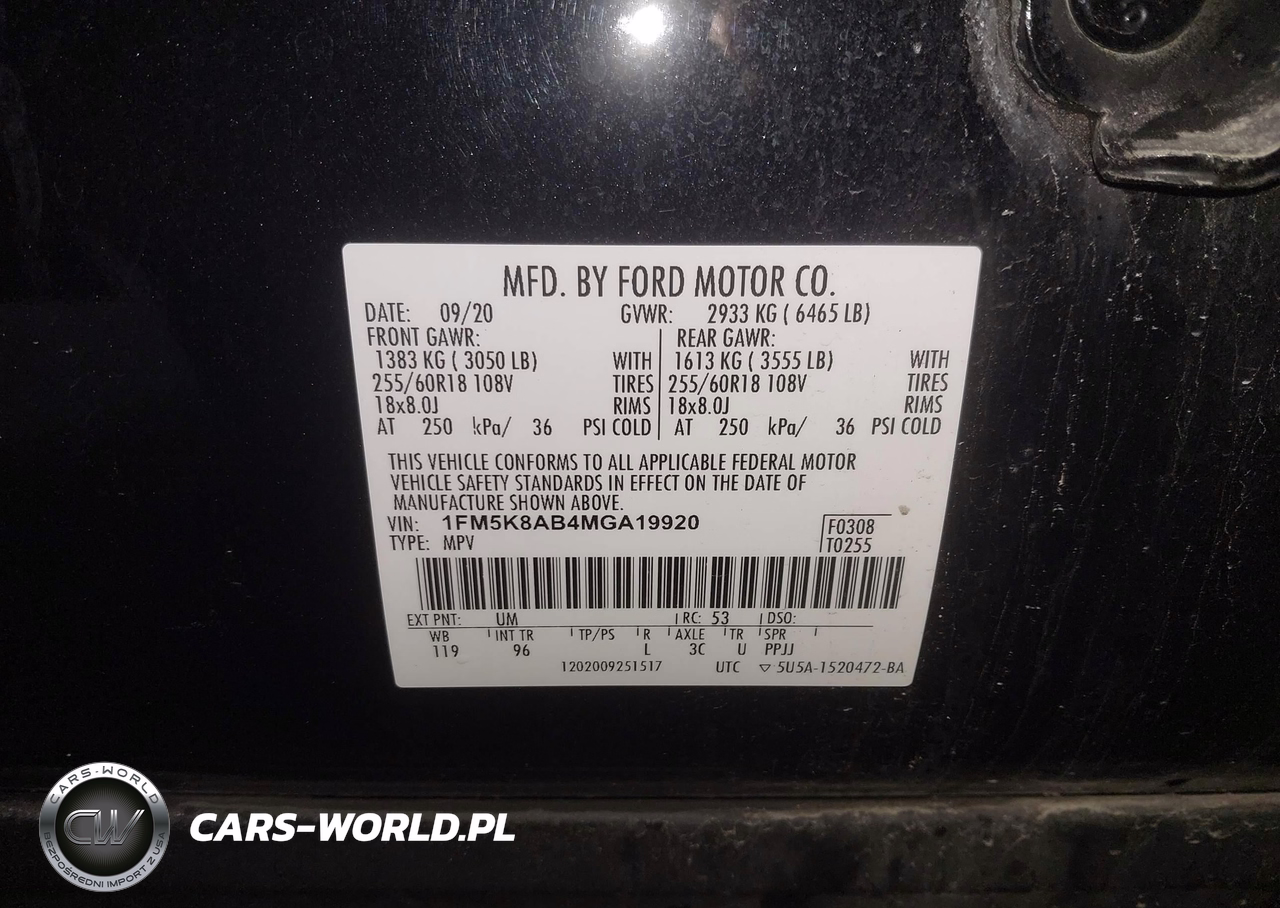 MFD. BY FORD MOTOR CO.
DATE: 09/20 GVWR: 2933 KG ( 6465 LB)
FRONT GAWR: REAR GAWR:
1383 KG ( 3050 LB) WITH 1613 KG ( 3555 LB) WITH
255/60R18 108V TIRES 255/60R18 108V TIRES
18x8.0J RIMS 18x8.0J RIMS
AT 250 kPa/ 36 PSI COLD AT 250 kPa/ 36 PSI COLD
THIS VEHICLE CONFORMS TO ALL APPLICABLE FEDERAL MOTOR
VEHICLE SAFETY STANDARDS IN EFFECT ON THE DATE OF
MANUFACTURE SHOWN ABOVE.
VIN: 1FM5K8AB4MGA19920 F0308
TYPE: MPV T0255
EXT PNT: UM RC: 53 DSO:
WB INT TR TP/PS R AXLE TR SPR
119 96 L 3C U PPJJ
1202009251517 UTC ▽ 5U5A-1520472-BA
CARS-WORLD
CW
BEZPOŚREDNI IMPORT Z USA
CARS-WORLD.PL